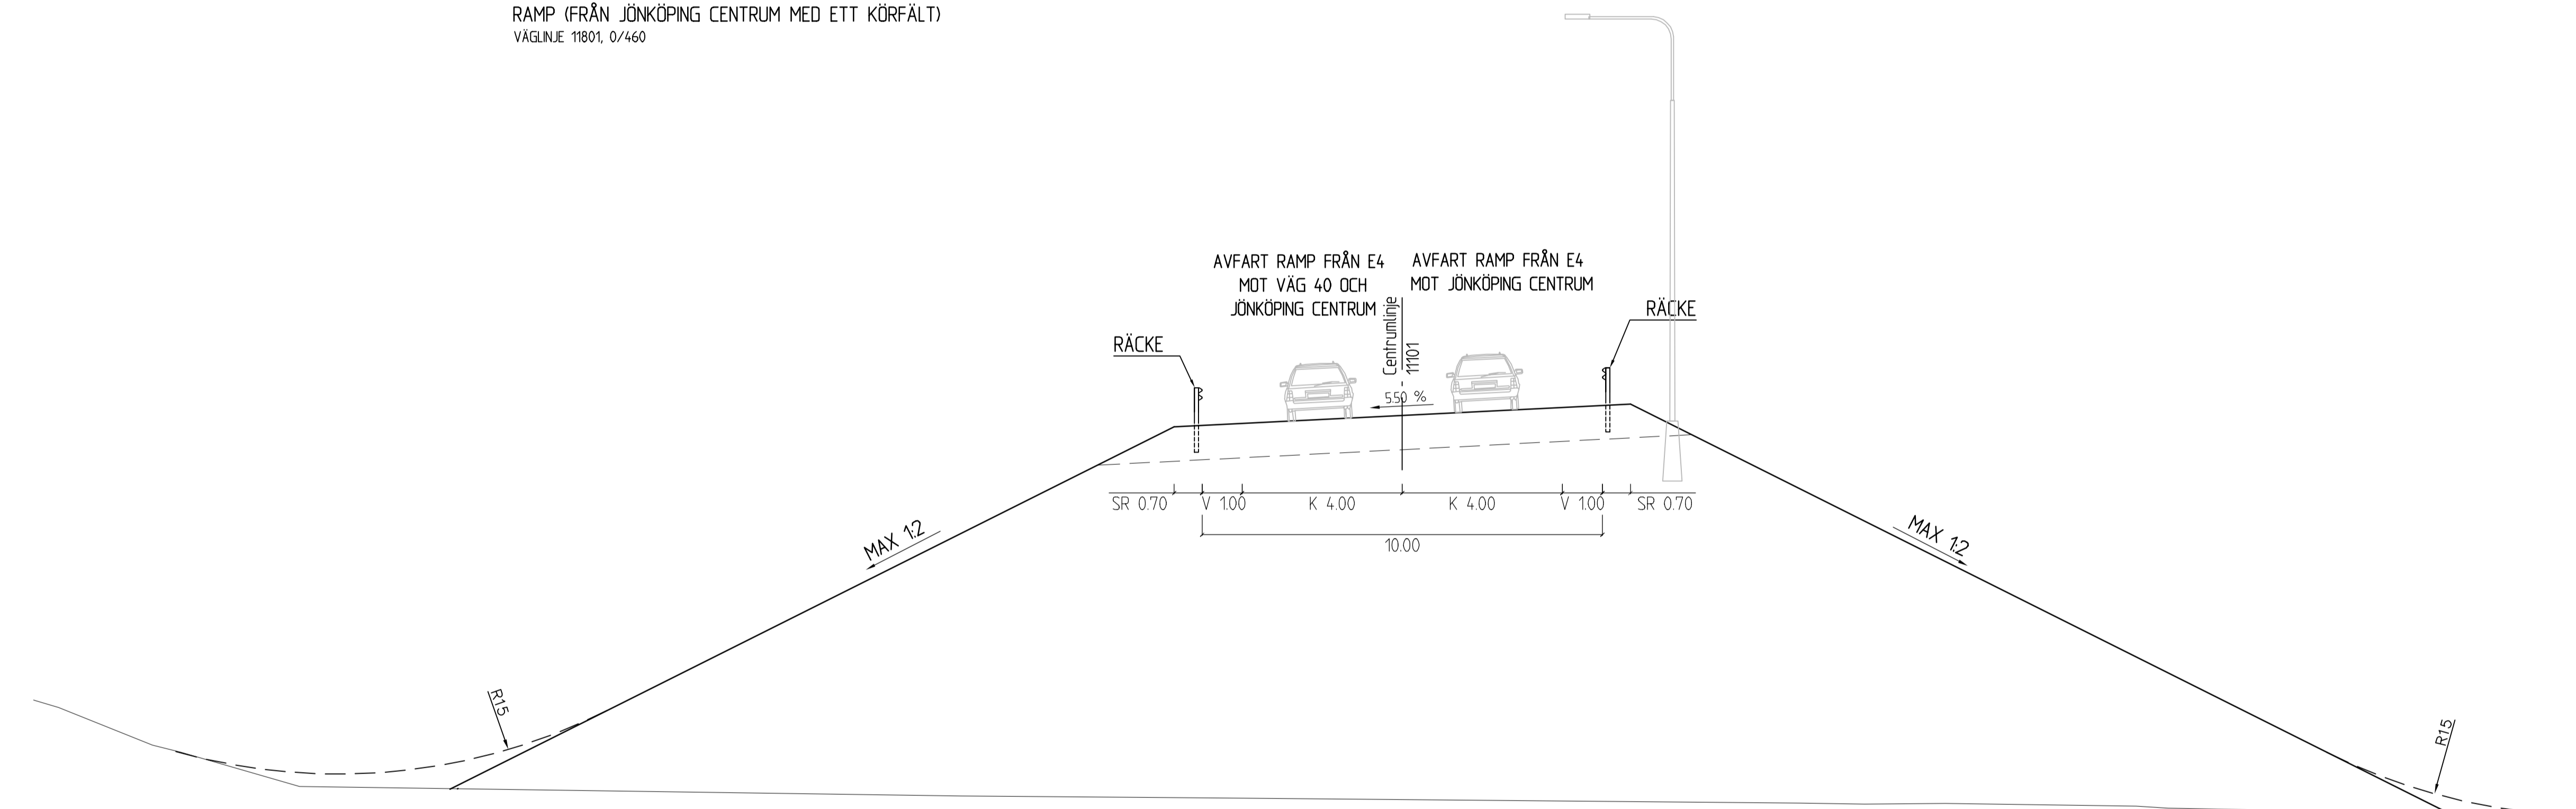 RAMP (FRÅN JÖNKÖPING CENTRUM MED ETT KÖRFÄLT)
VÄGLINJE 11801, 0/460
AVFART RAMP FRÅN E4
MOT VÄG 40 OCH
JÖNKÖPING CENTRUM
AVFART RAMP FRÅN E4
MOT JÖNKÖPING CENTRUM
Centrumlinje
11101
RÄCKE
RÄCKE
5.50 %
SR 0.70
V 1.00
K 4.00
K 4.00
V 1.00
SR 0.70
10.00
MAX 1:2
MAX 1:2
R15
R15